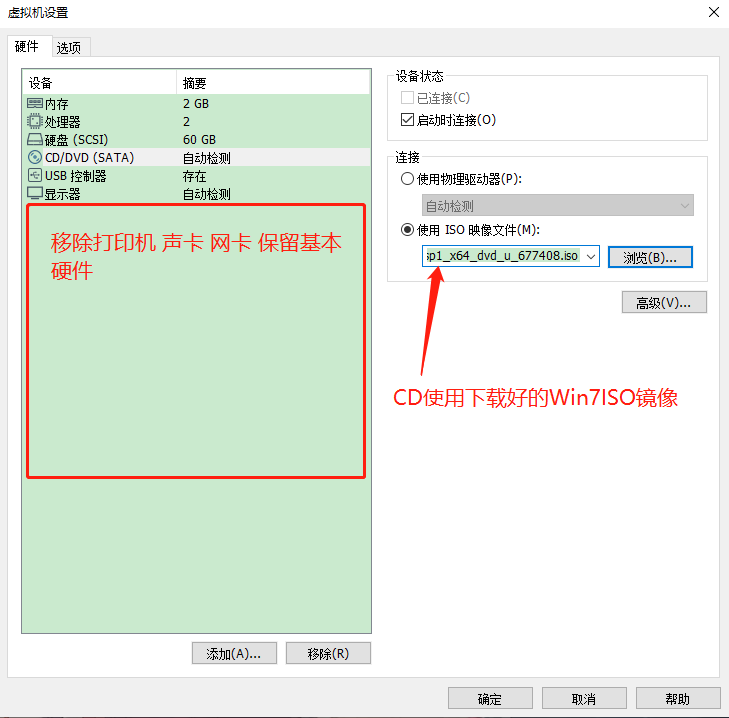 虚拟机设置
硬件 选项
设备 摘要
内存 2 GB
处理器 2
硬盘 (SCSI) 60 GB
CD/DVD (SATA) 自动检测
USB 控制器 存在
显示器 自动检测
移除打印机 声卡 网卡 保留基本
硬件
添加(A)... 移除(R)
设备状态
已连接(C)
启动时连接(O)
连接
使用物理驱动器(P):
自动检测
使用 ISO 映像文件(M):
sp1_x64_dvd_u_677408.iso 浏览(B)...
高级(V)...
CD使用下载好的Win7ISO镜像
确定 取消 帮助